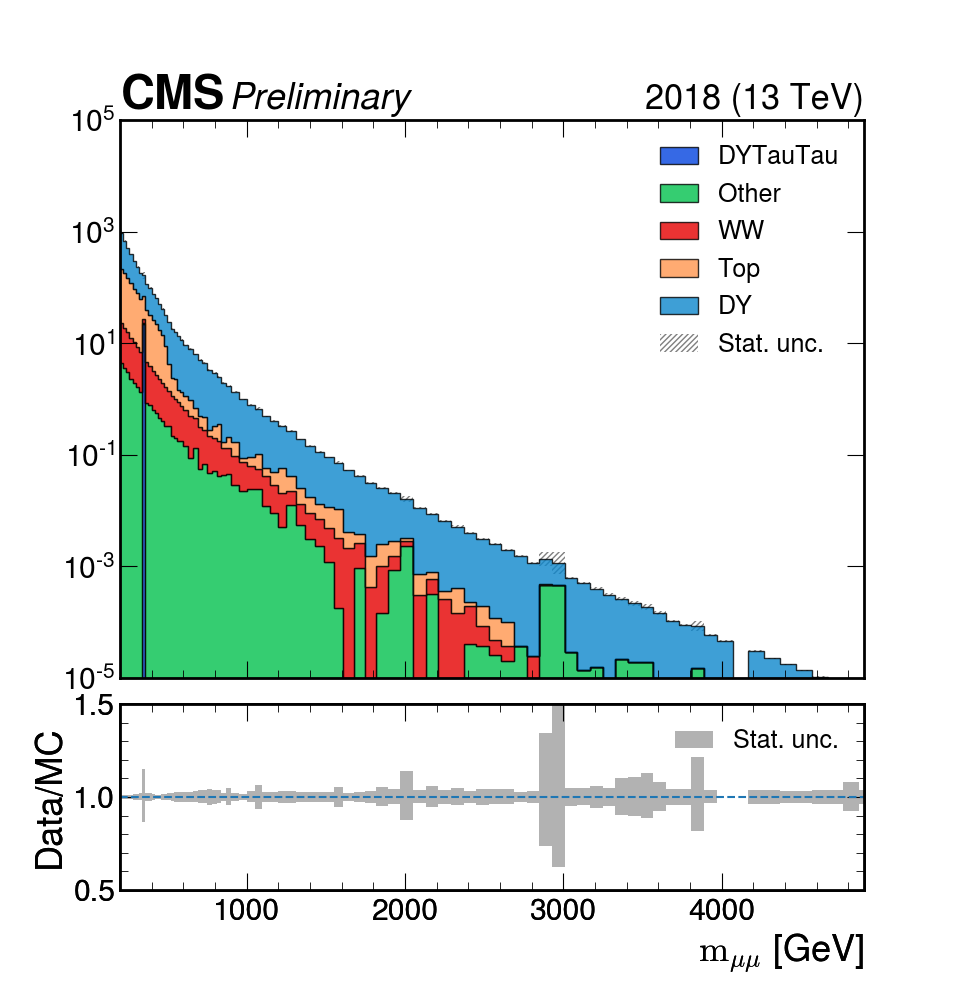 CMS Preliminary 2018 (13 TeV)
10^5
10^3
10^1
10^-1
10^-3
10^-5
DYTauTau
Other
WW
Top
DY
Stat. unc.
1.5
1.0
0.5
Data/MC
Stat. unc.
1000 2000 3000 4000
m_μμ [GeV]